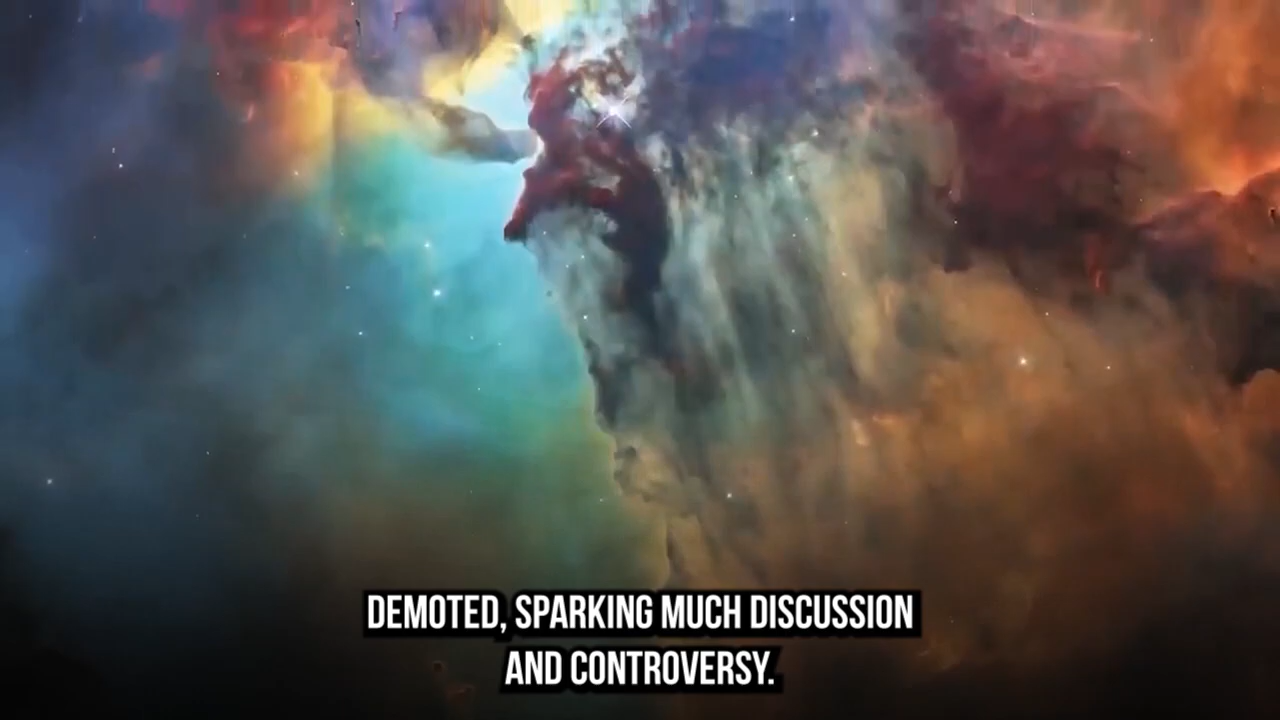 DEMOTED, SPARKING MUCH DISCUSSION
AND CONTROVERSY.